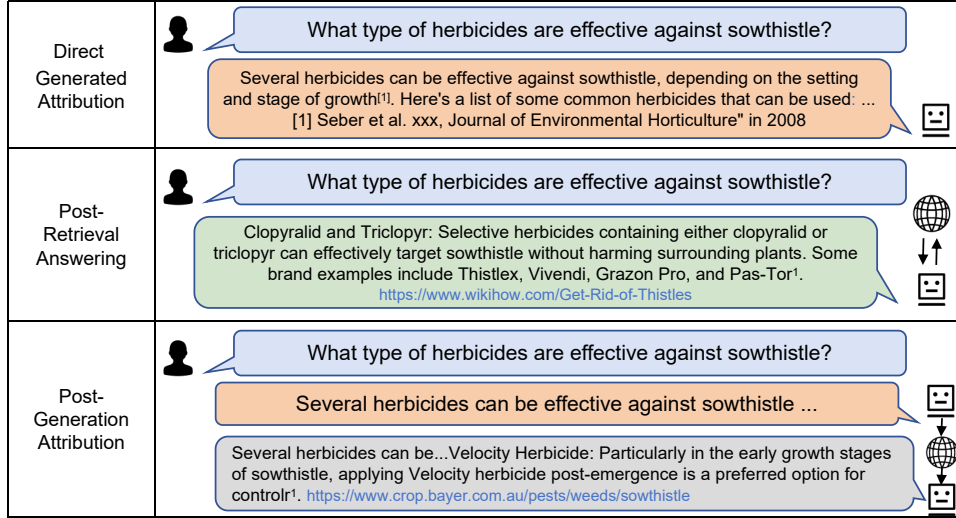 Direct
Generated
Attribution
What type of herbicides are effective against sowthistle?
Several herbicides can be effective against sowthistle, depending on the setting
and stage of growth[1]. Here's a list of some common herbicides that can be used: ...
[1] Seber et al. xxx, Journal of Environmental Horticulture" in 2008
Post-
Retrieval
Answering
What type of herbicides are effective against sowthistle?
Clopyralid and Triclopyr: Selective herbicides containing either clopyralid or
triclopyr can effectively target sowthistle without harming surrounding plants. Some
brand examples include Thistlex, Vivendi, Grazon Pro, and Pas-Tor¹.
https://www.wikihow.com/Get-Rid-of-Thistles
Post-
Generation
Attribution
What type of herbicides are effective against sowthistle?
Several herbicides can be effective against sowthistle ...
Several herbicides can be...Velocity Herbicide: Particularly in the early growth stages
of sowthistle, applying Velocity herbicide post-emergence is a preferred option for
controlr¹. https://www.crop.bayer.com.au/pests/weeds/sowthistle